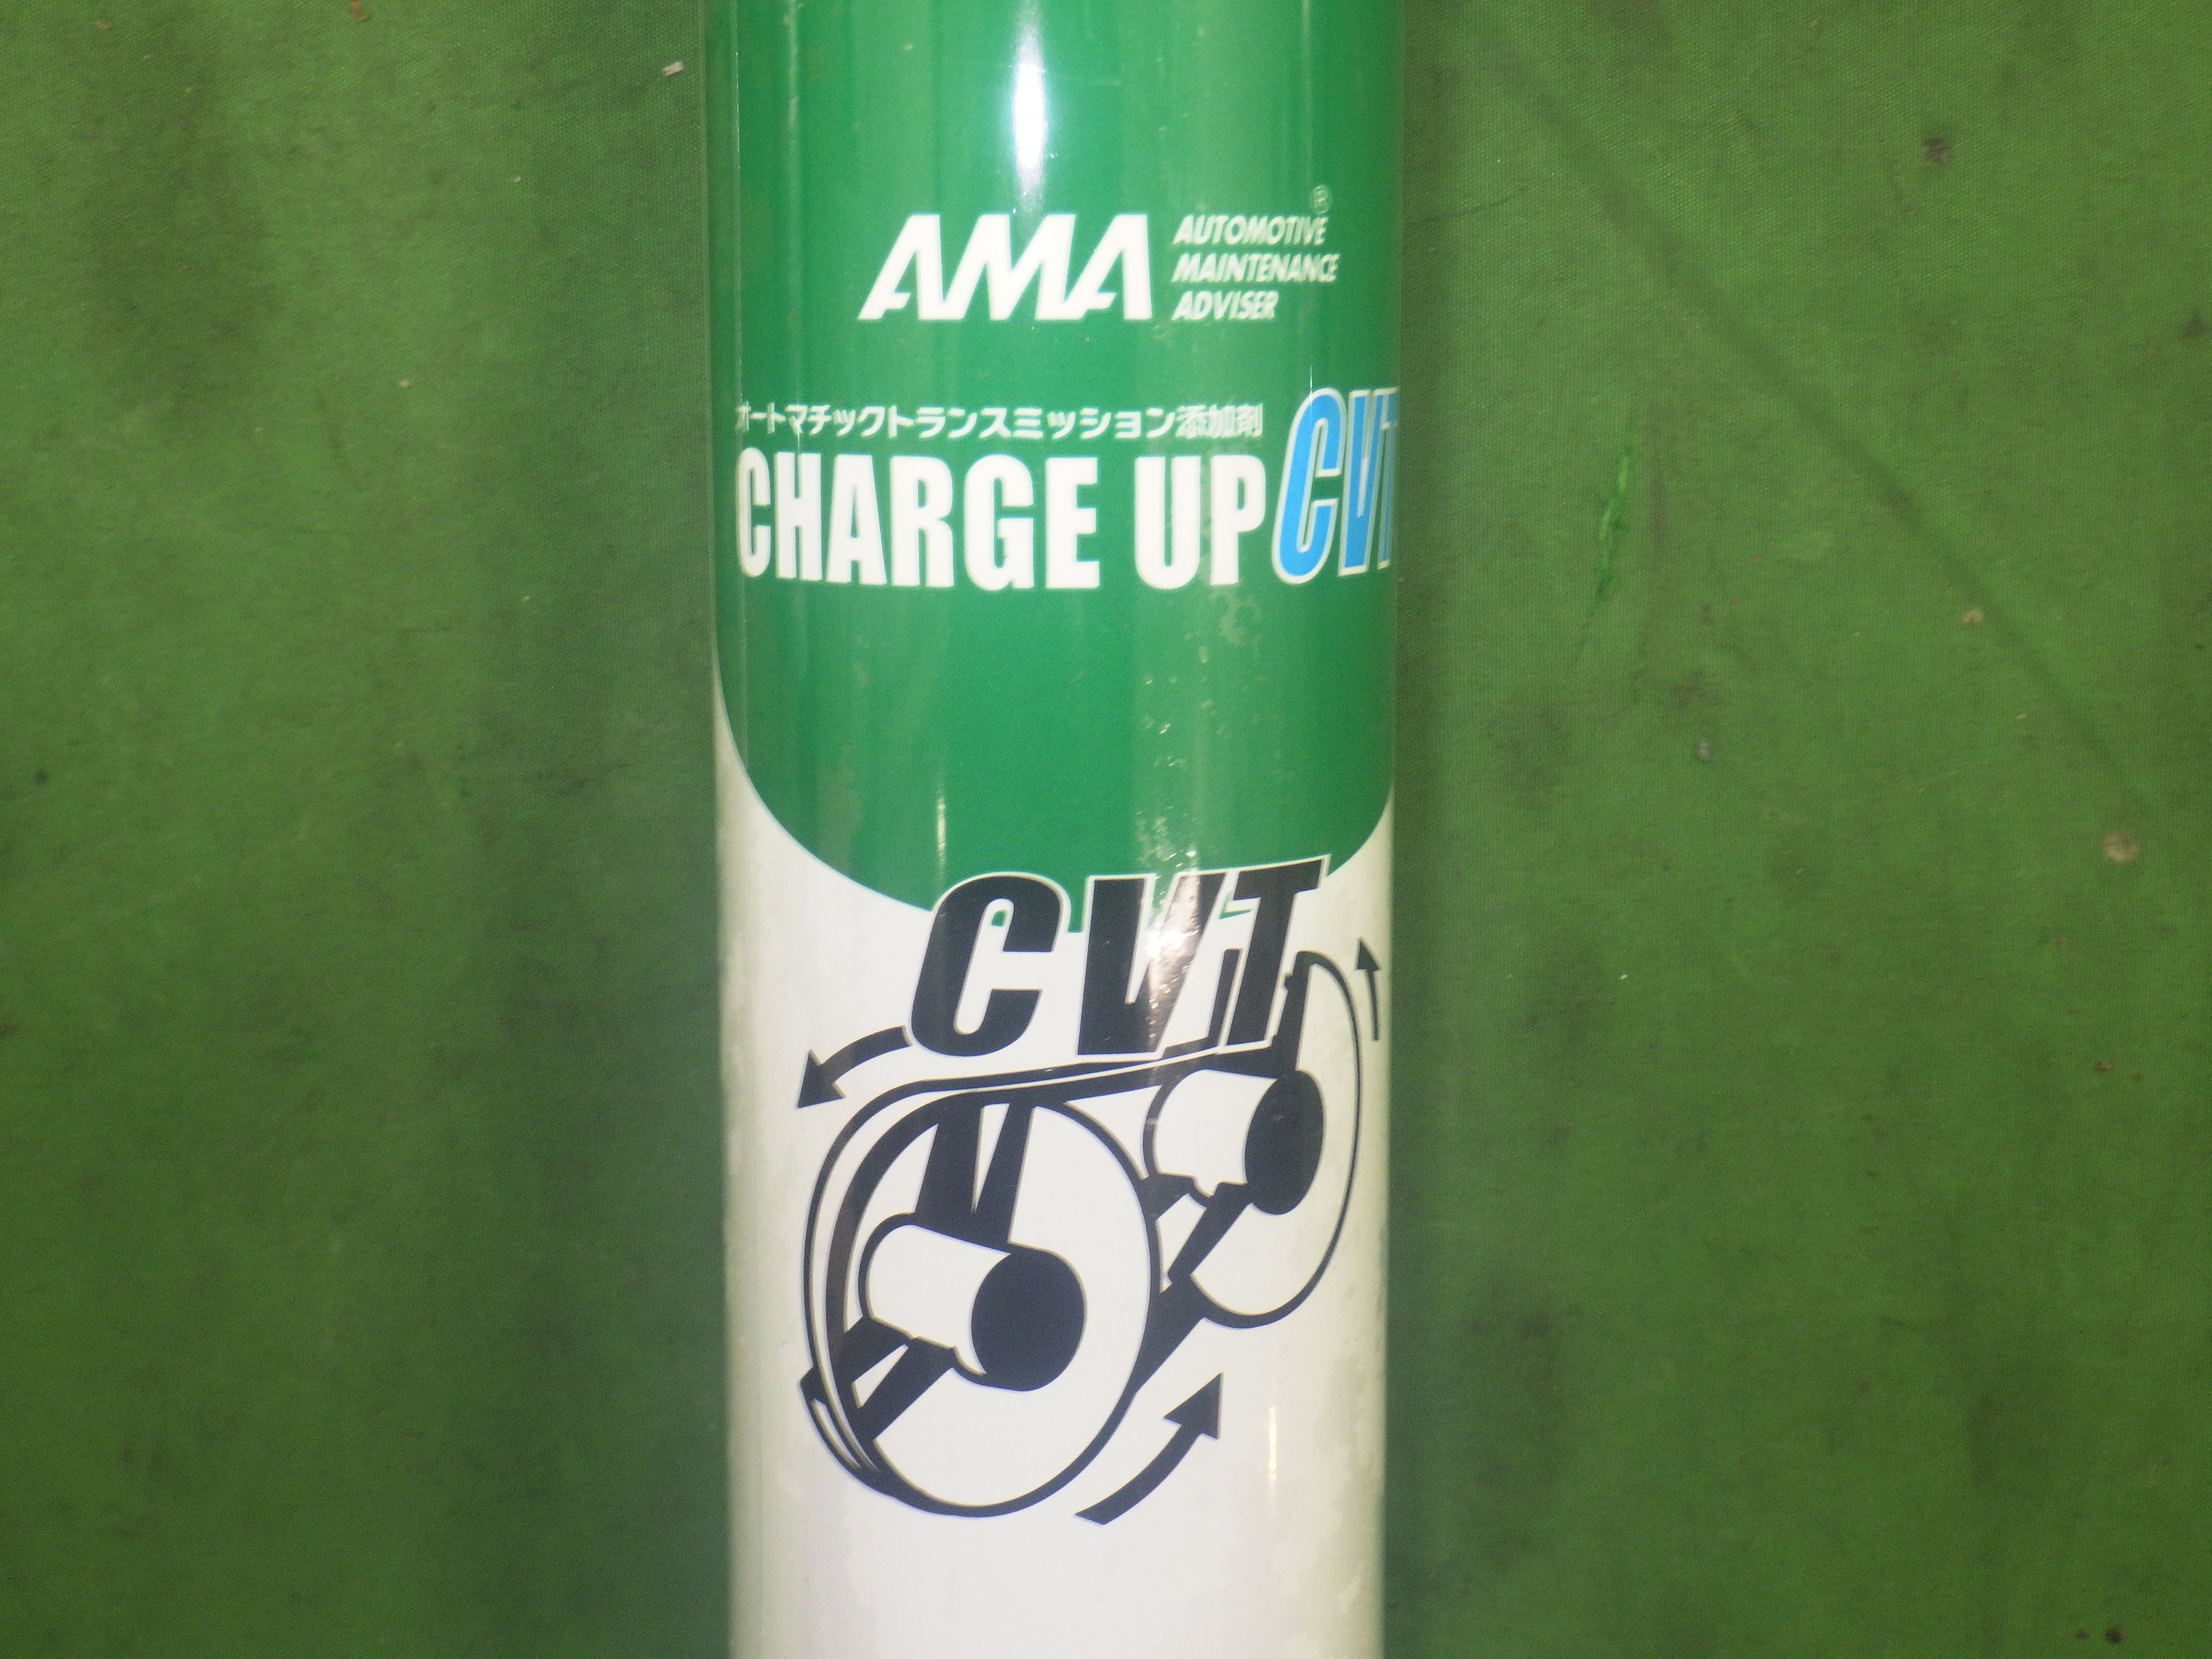 AMA AUTOMOTIVE®
MAINTENANCE
ADVISER
オートマチックトランスミッション添加剤
CHARGE UP CVT
CVT